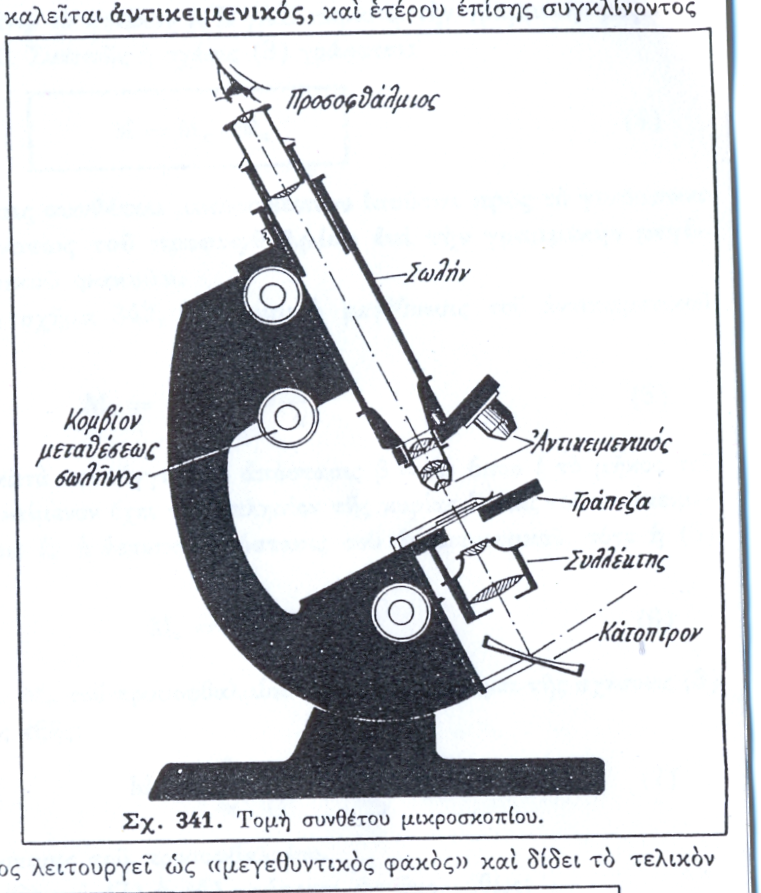 καλεῖται ἀντικειμενικός, καὶ ἑτέρου ἐπίσης συγκλίνοντος
Προσοφθάλμιος
Σωλήν
Κομβίον
μεταθέσεως
σωλῆνος
Ἀντικειμενικός
Τράπεζα
Συλλέκτης
Κάτοπτρον
Σχ. 341. Τομὴ συνθέτου μικροσκοπίου.
ος λειτουργεῖ ὡς «μεγεθυντικὸς φακὸς» καὶ δίδει τὸ τελικὸν